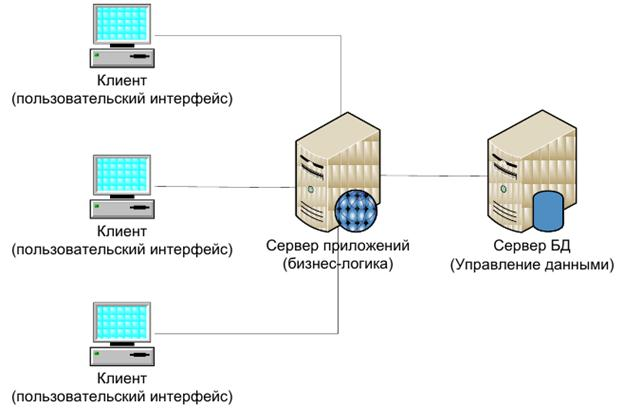 Клиент
(пользовательский интерфейс)
Клиент
(пользовательский интерфейс)
Сервер приложений
(бизнес-логика)
Сервер БД
(Управление данными)
Клиент
(пользовательский интерфейс)